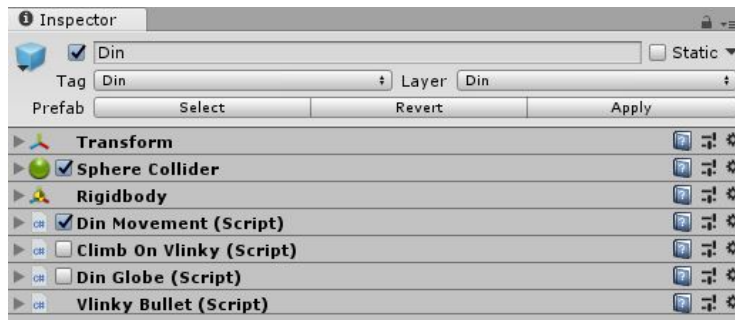 Inspector
Din Static
Tag Din Layer Din
Prefab Select Revert Apply
Transform
Sphere Collider
Rigidbody
c# Din Movement (Script)
c# Climb On Vlinky (Script)
c# Din Globe (Script)
c# Vlinky Bullet (Script)